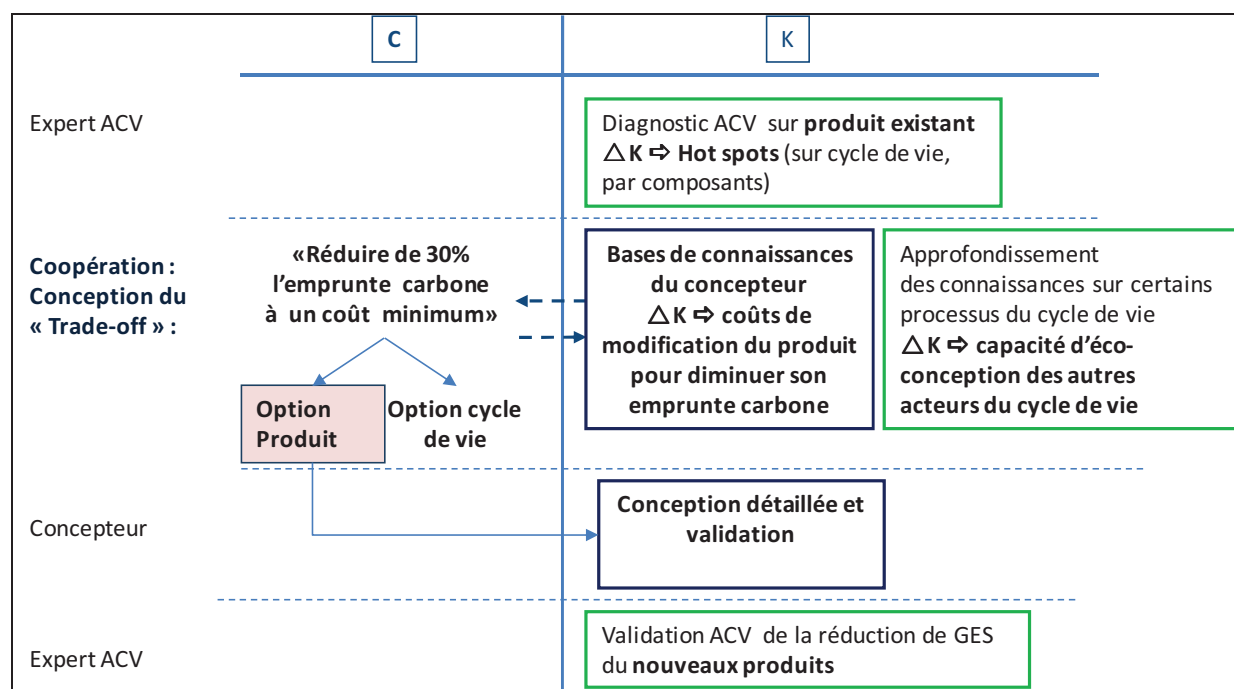 C
K
Expert ACV
Diagnostic ACV sur produit existant
△ K ⇨ Hot spots (sur cycle de vie,
par composants)
Coopération :
Conception du
« Trade-off » :
«Réduire de 30%
l’emprunte carbone
à un coût minimum»
Option
Produit
Option cycle
de vie
Bases de connaissances
du concepteur
△ K ⇨ coûts de
modification du produit
pour diminuer son
emprunte carbone
Approfondissement
des connaissances sur certains
processus du cycle de vie
△ K ⇨ capacité d’éco-
conception des autres
acteurs du cycle de vie
Concepteur
Conception détaillée et
validation
Expert ACV
Validation ACV de la réduction de GES
du nouveaux produits